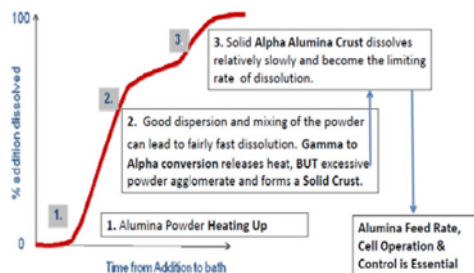 100
% addition dissolved
0
1.
2.
3
3. Solid Alpha Alumina Crust dissolves
relatively slowly and become the limiting
rate of dissolution.
2. Good dispersion and mixing of the powder
can lead to fairly fast dissolution. Gamma to
Alpha conversion releases heat, BUT excessive
powder agglomerate and forms a Solid Crust.
1. Alumina Powder Heating Up
Time from Addition to bath
Alumina Feed Rate,
Cell Operation &
Control is Essential